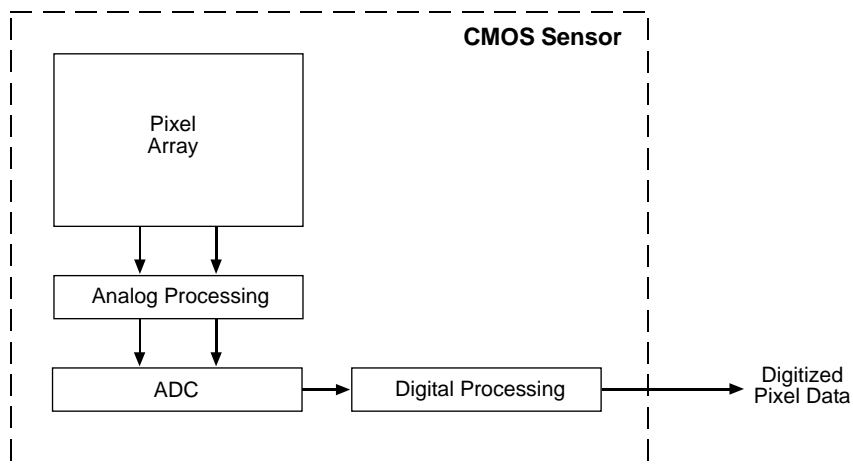 CMOS Sensor
Pixel
Array
Analog Processing
ADC
Digital Processing
Digitized
Pixel Data